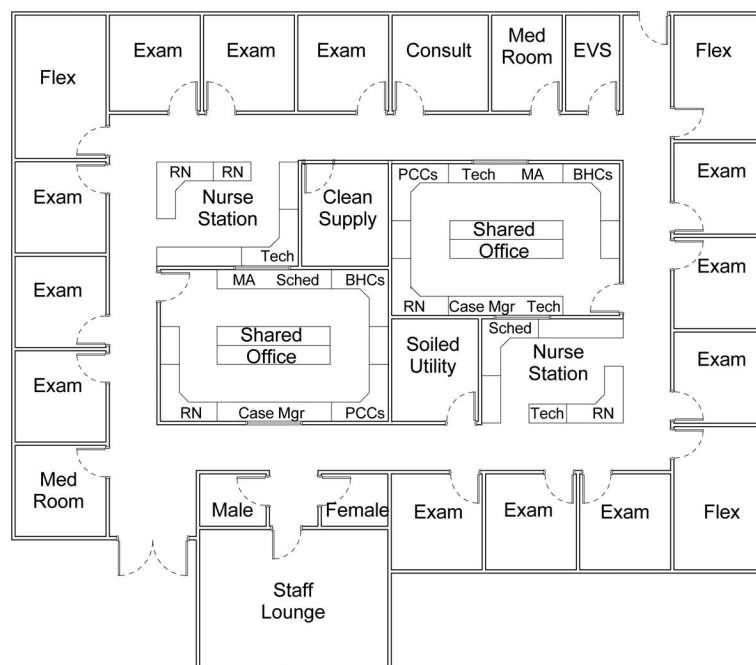 Flex
Exam
Exam
Exam
Consult
Med
Room
EVS
Flex
RN
RN
Nurse
Station
Tech
Clean
Supply
PCCs
Tech
MA
BHCs
Shared
Office
RN
Case Mgr
Tech
Exam
Exam
Exam
Exam
Exam
Exam
MA
Sched
BHCs
Shared
Office
RN
Case Mgr
PCCs
Soiled
Utility
Sched
Nurse
Station
Tech
RN
Med
Room
Male
Female
Exam
Exam
Exam
Flex
Staff
Lounge